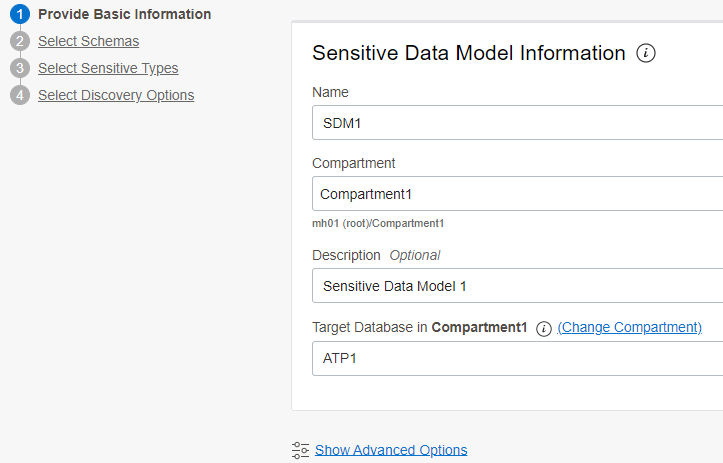 1 Provide Basic Information
2 Select Schemas
3 Select Sensitive Types
4 Select Discovery Options
Sensitive Data Model Information i
Name
SDM1
Compartment
Compartment1
mh01 (root)/Compartment1
Description Optional
Sensitive Data Model 1
Target Database in Compartment1 i (Change Compartment)
ATP1
Show Advanced Options